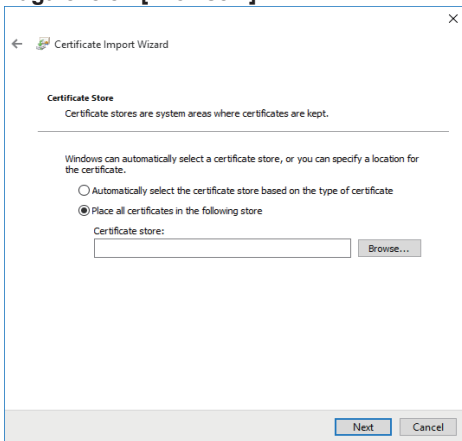 Certificate Import Wizard
Certificate Store
Certificate stores are system areas where certificates are kept.
Windows can automatically select a certificate store, or you can specify a location for
the certificate.
Automatically select the certificate store based on the type of certificate
Place all certificates in the following store
Certificate store:
Browse...
Next Cancel